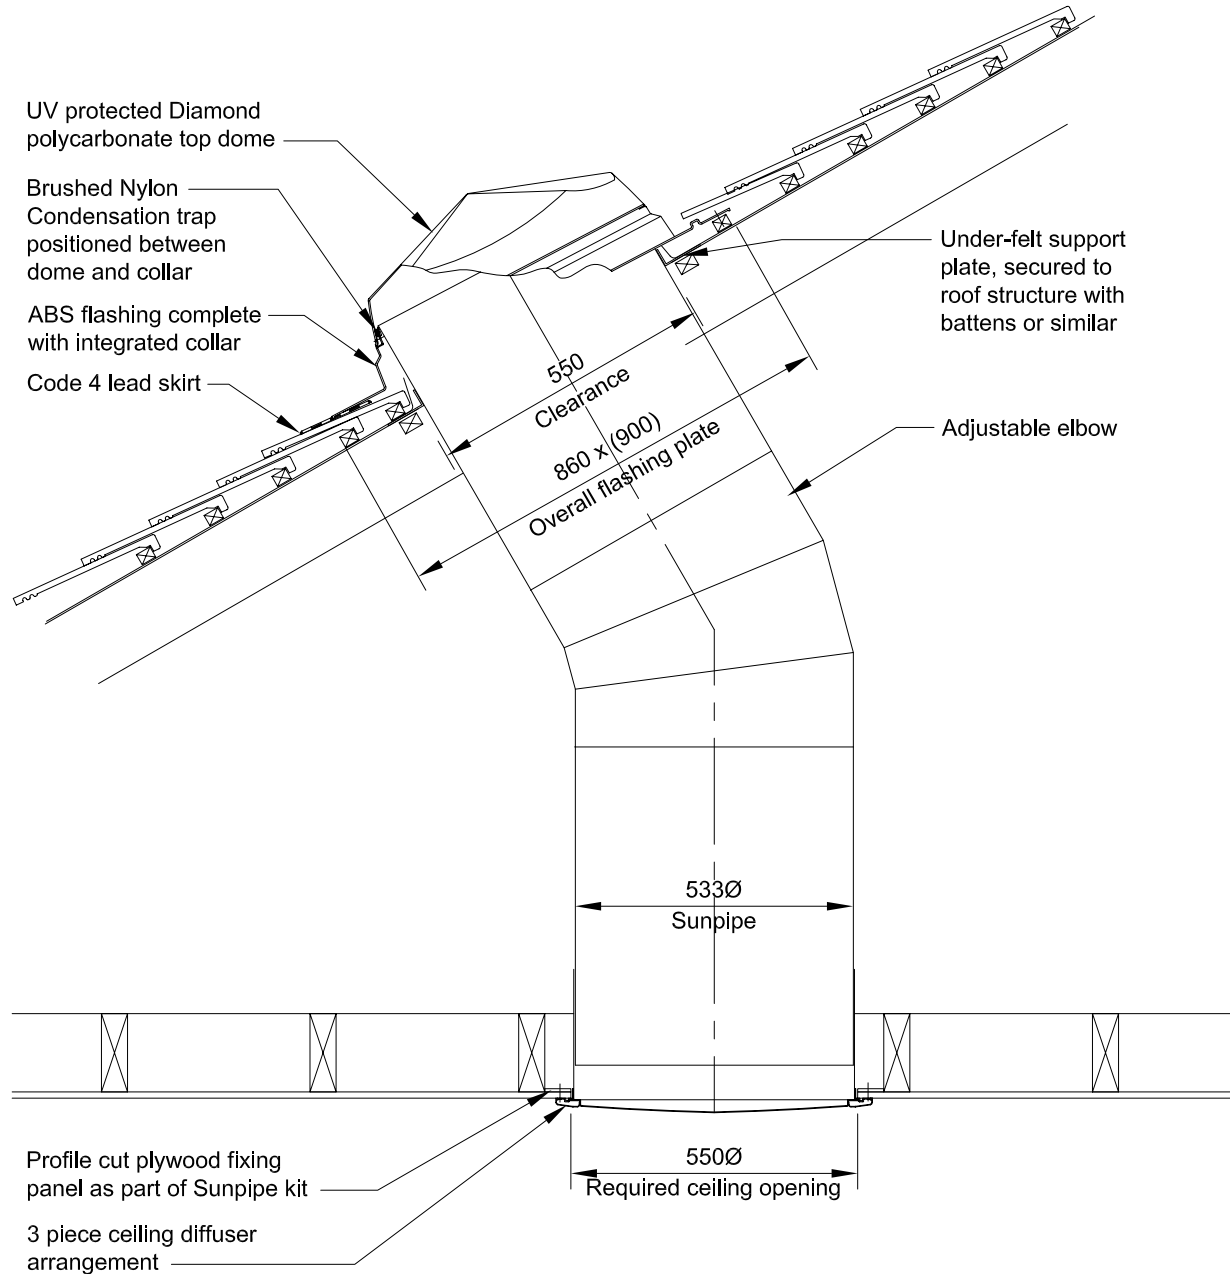 UV protected Diamond
polycarbonate top dome
Brushed Nylon
Condensation trap
positioned between
dome and collar
ABS flashing complete
with integrated collar
Code 4 lead skirt
Under-felt support
plate, secured to
roof structure with
battens or similar
550
Clearance
860 x (900)
Overall flashing plate
Adjustable elbow
533Ø
Sunpipe
550Ø
Required ceiling opening
Profile cut plywood fixing
panel as part of Sunpipe kit
3 piece ceiling diffuser
arrangement